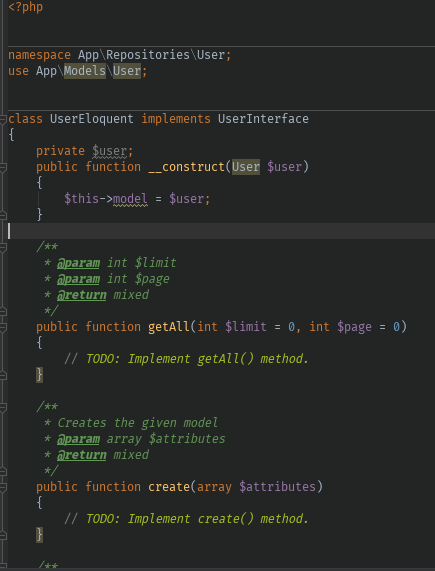 <?php
namespace App\Repositories\User;
use App\Models\User;
class UserEloquent implements UserInterface
{
    private $user;
    public function __construct(User $user)
    {
        $this->model = $user;
    }
    /**
     * @param int $limit
     * @param int $page
     * @return mixed
     */
    public function getAll(int $limit = 0, int $page = 0)
    {
        // TODO: Implement getAll() method.
    }
    /**
     * Creates the given model
     * @param array $attributes
     * @return mixed
     */
    public function create(array $attributes)
    {
        // TODO: Implement create() method.
    }
    /**